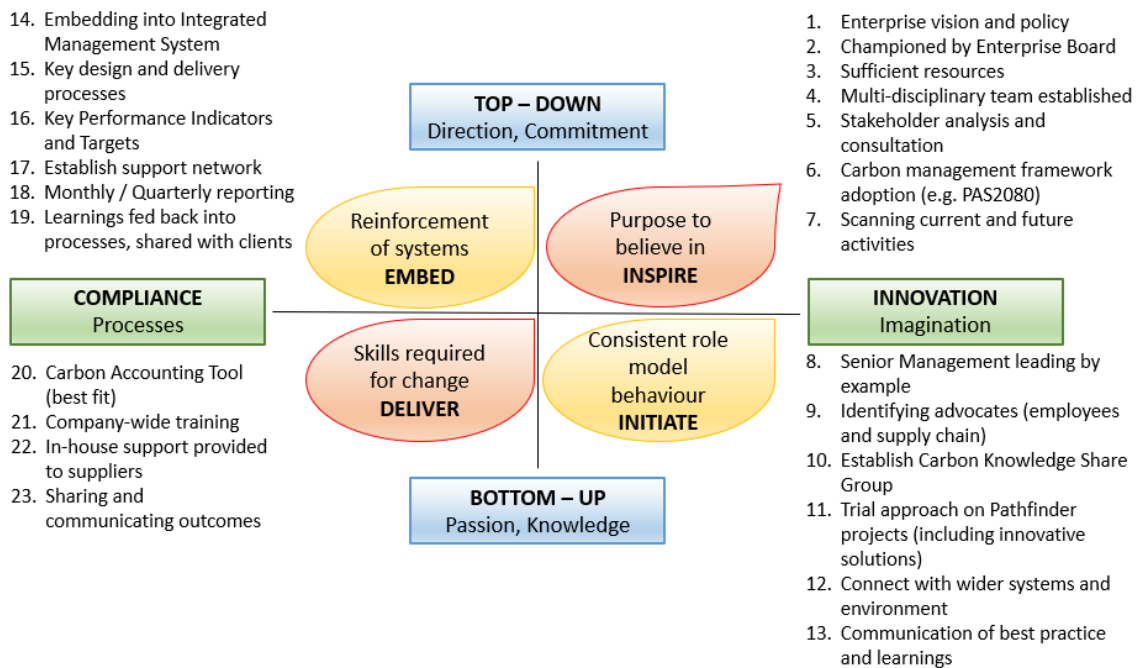 14. Embedding into Integrated
Management System
15. Key design and delivery
processes
16. Key Performance Indicators
and Targets
17. Establish support network
18. Monthly / Quarterly reporting
19. Learnings fed back into
processes, shared with clients
TOP – DOWN
Direction, Commitment
1. Enterprise vision and policy
2. Championed by Enterprise Board
3. Sufficient resources
4. Multi-disciplinary team established
5. Stakeholder analysis and
consultation
6. Carbon management framework
adoption (e.g. PAS2080)
7. Scanning current and future
activities
Reinforcement
of systems
EMBED
Purpose to
believe in
INSPIRE
COMPLIANCE
Processes
INNOVATION
Imagination
Skills required
for change
DELIVER
Consistent role
model
behaviour
INITIATE
20. Carbon Accounting Tool
(best fit)
21. Company-wide training
22. In-house support provided
to suppliers
23. Sharing and
communicating outcomes
BOTTOM – UP
Passion, Knowledge
8. Senior Management leading by
example
9. Identifying advocates (employees
and supply chain)
10. Establish Carbon Knowledge Share
Group
11. Trial approach on Pathfinder
projects (including innovative
solutions)
12. Connect with wider systems and
environment
13. Communication of best practice
and learnings